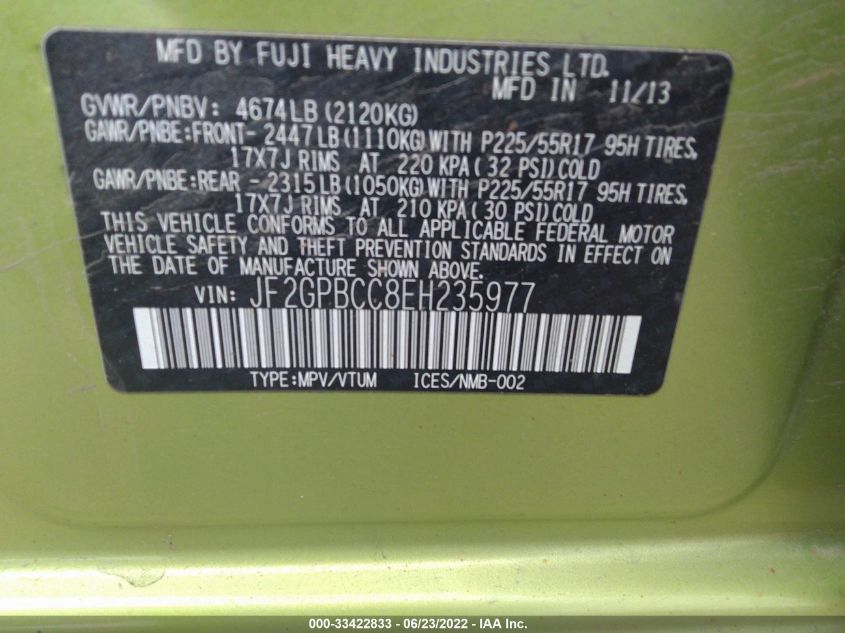 MFD BY FUJI HEAVY INDUSTRIES LTD.
MFD IN 11/13
GVWR/PNBV: 4674LB(2120KG)
GAWR/PNBE:FRONT- 2447LB(1110KG)WITH P225/55R17 95H TIRES,
17X7J RIMS AT 220 KPA(32 PSI)COLD
GAWR/PNBE:REAR - 2315LB(1050KG)WITH P225/55R17 95H TIRES,
17X7J RIMS AT 210 KPA(30 PSI)COLD
THIS VEHICLE CONFORMS TO ALL APPLICABLE FEDERAL MOTOR
VEHICLE SAFETY AND THEFT PREVENTION STANDARDS IN EFFECT ON
THE DATE OF MANUFACTURE SHOWN ABOVE.
VIN: JF2GPBCC8EH235977
TYPE:MPV/VTUM ICES/NMB-002
000-33422833 - 06/23/2022 - IAA Inc.